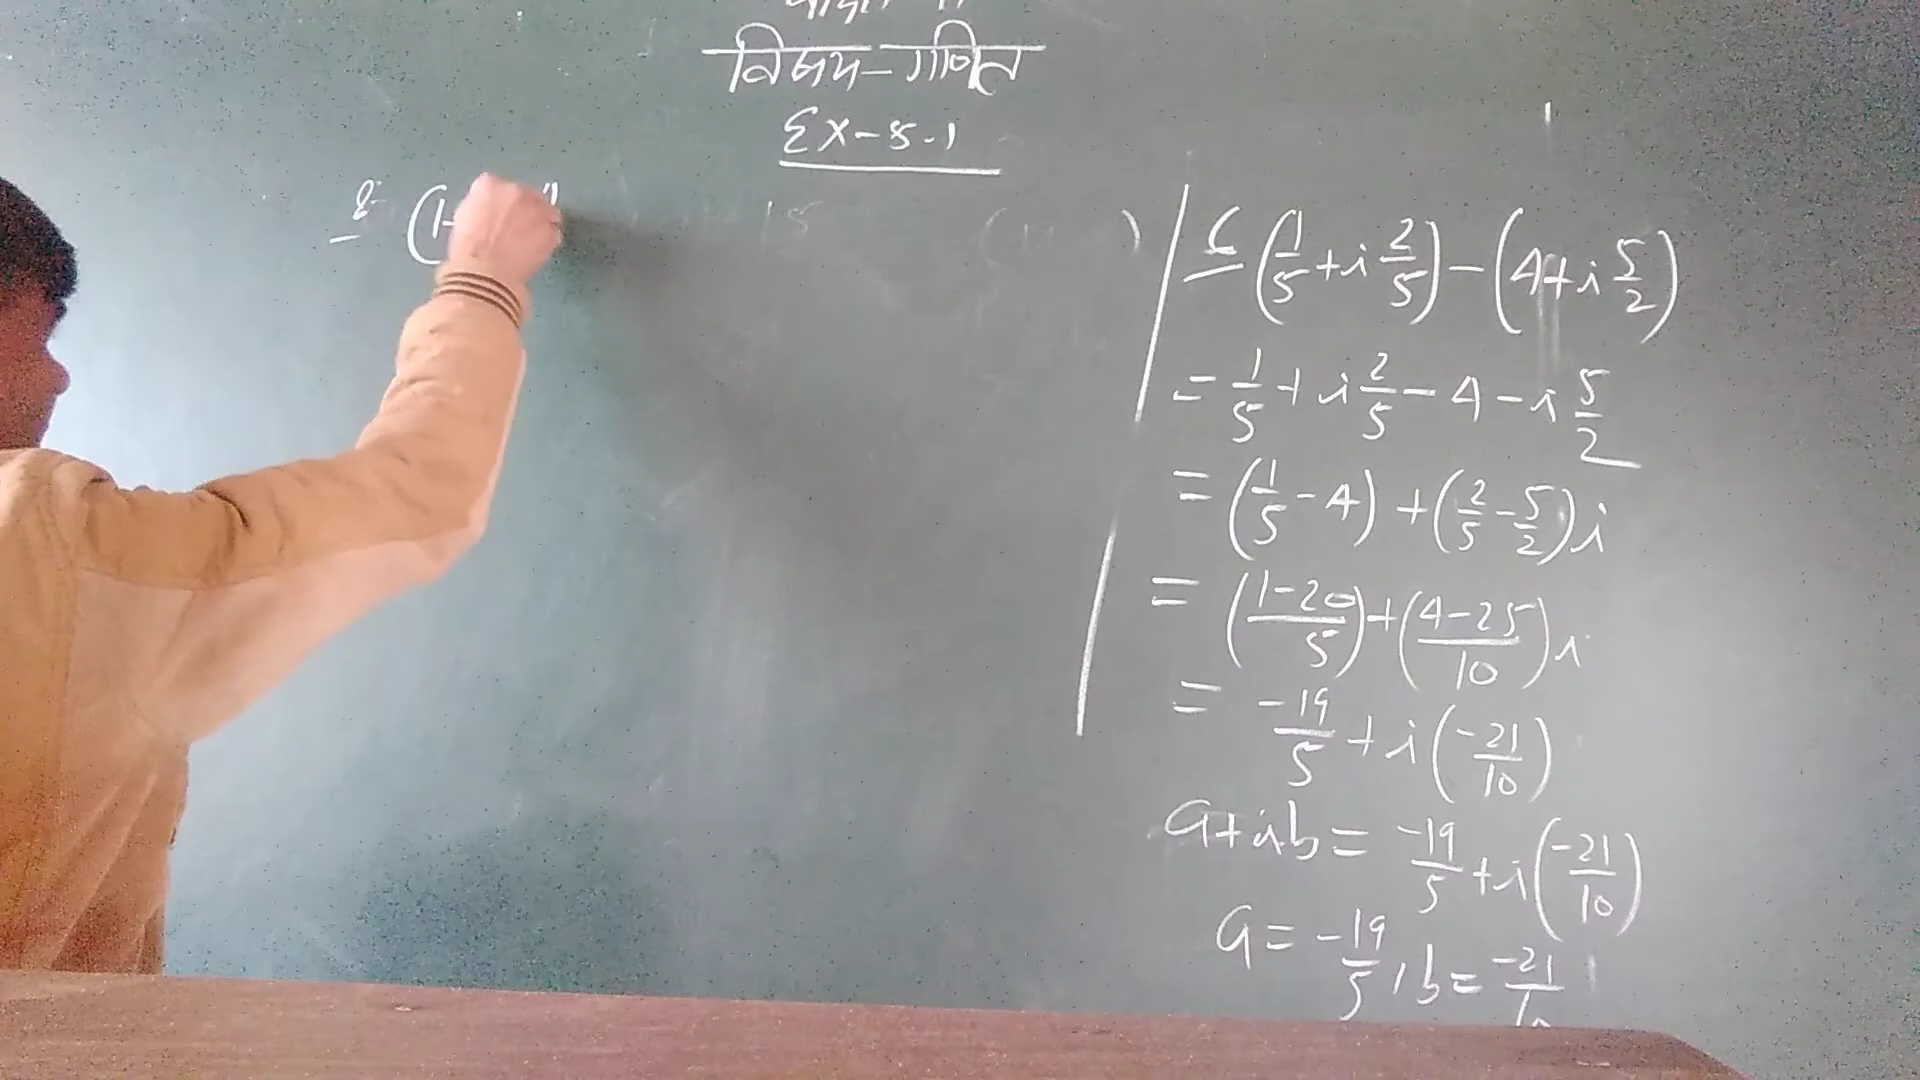 विषय-गणित
Ex-5.1
8- (1-
6 (1/5 + i 2/5) - (4 + i 5/2)
= 1/5 + i 2/5 - 4 - i 5/2
= (1/5 - 4) + (2/5 - 5/2)i
= (1-20/5) + (4-25/10)i
= -19/5 + i(-21/10)
a+ib = -19/5 + i(-21/10)
a = -19/5, b = -21/10